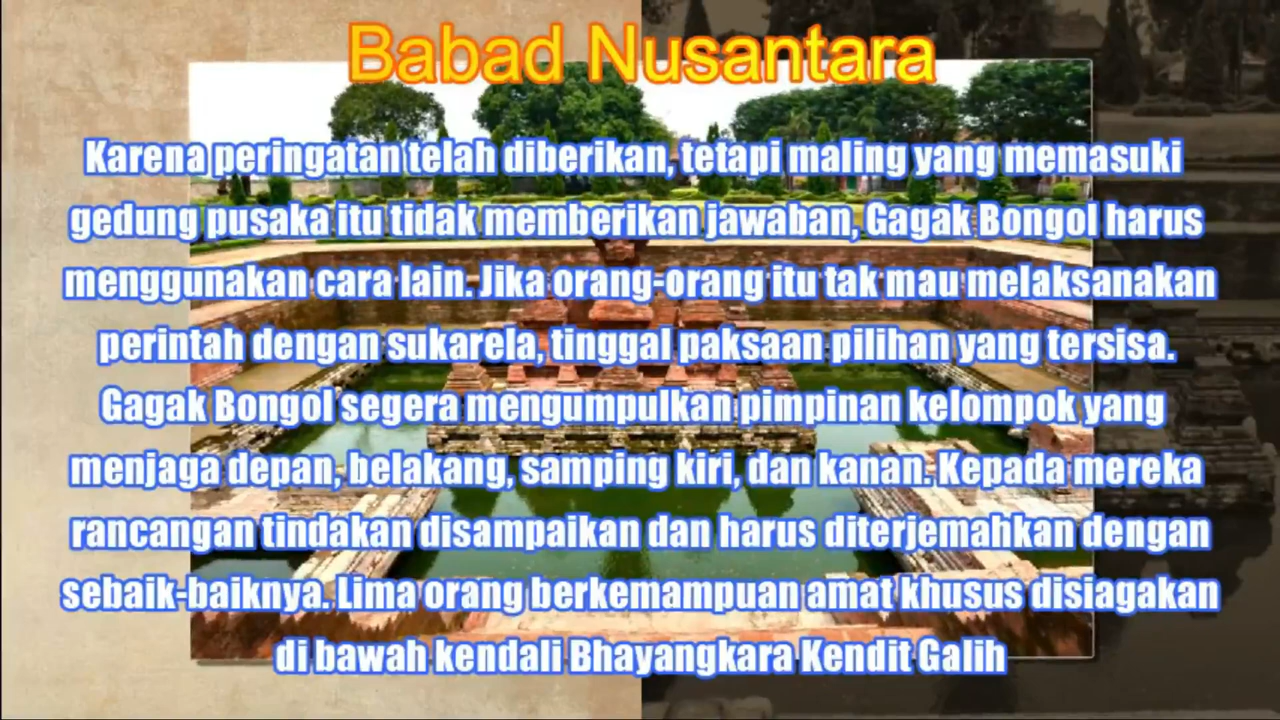 Babad Nusantara
Karena peringatan telah diberikan, tetapi maling yang memasuki
gedung pusaka itu tidak memberikan jawaban, Gagak Bongol harus
menggunakan cara lain. Jika orang-orang itu tak mau melaksanakan
perintah dengan sukarela, tinggal paksaan pilihan yang tersisa.
Gagak Bongol segera mengumpulkan pimpinan kelompok yang
menjaga depan, belakang, samping kiri, dan kanan. Kepada mereka
rancangan tindakan disampaikan dan harus diterjemahkan dengan
sebaik-baiknya. Lima orang berkemampuan amat khusus disiagakan
di bawah kendali Bhayangkara Kendit Galih